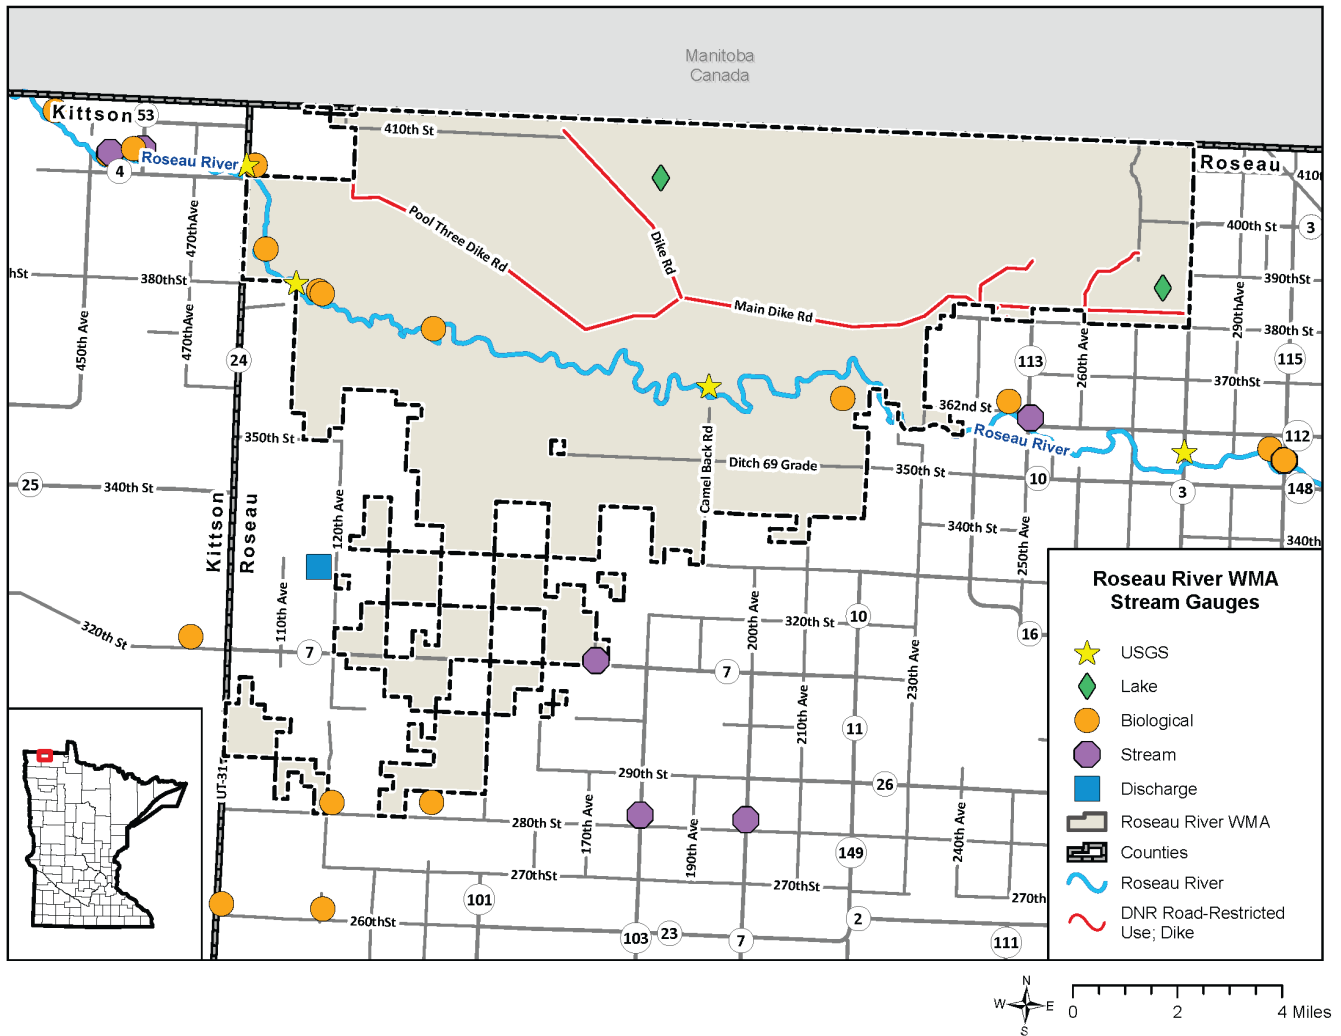 Manitoba
Canada
Kittson
53
410th St
Roseau
410t
Roseau River
4
470thAve
400th St
3
Pool Three Dike Rd
Dike Rd
hSt
380thSt
390thSt
290thAve
Main Dike Rd
380th St
450th Ave
470thAve
24
113
260th Ave
115
370thSt
362nd St
Roseau River
112
350th St
Camel Back Rd
Ditch 69 Grade
350th St
10
3
148
25
340th St
Kittson
Roseau
120th Ave
340th St
250th Ave
340th
110th Ave
200th Ave
320th St
10
16
320th St
7
7
230th Ave
210th Ave
11
UT-317
290th St
26
280th St
170th Ave
190th Ave
149
240th Ave
270thSt
270thSt
270th
101
260thSt
103
23
7
2
111
Roseau River WMA
Stream Gauges
USGS
Lake
Biological
Stream
Discharge
Roseau River WMA
Counties
Roseau River
DNR Road-Restricted
Use; Dike
N
W
E
S
0
2
4 Miles